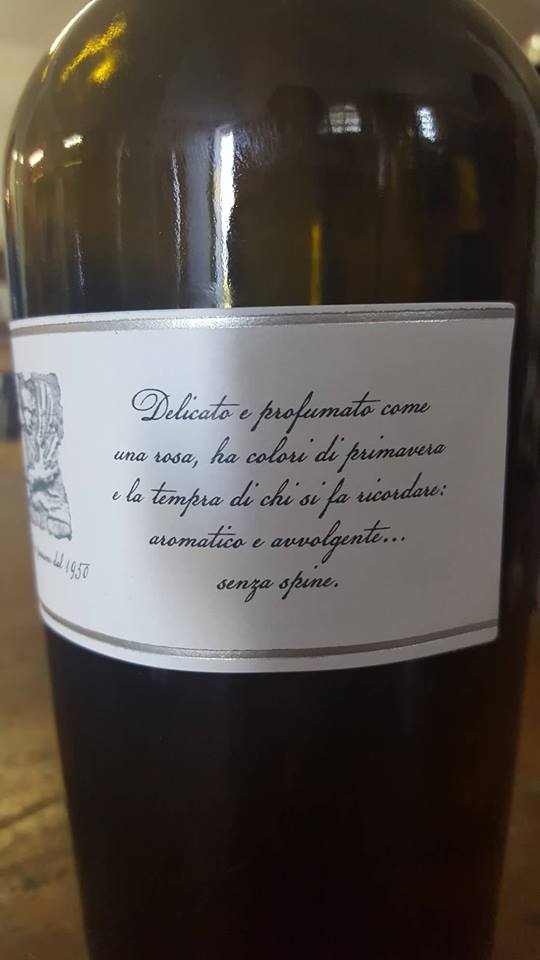 Delicato e profumato come
una rosa, ha colori di primavera
e la tempra di chi si fa ricordare:
aromatico e avvolgente...
senza spine.
dal 1950